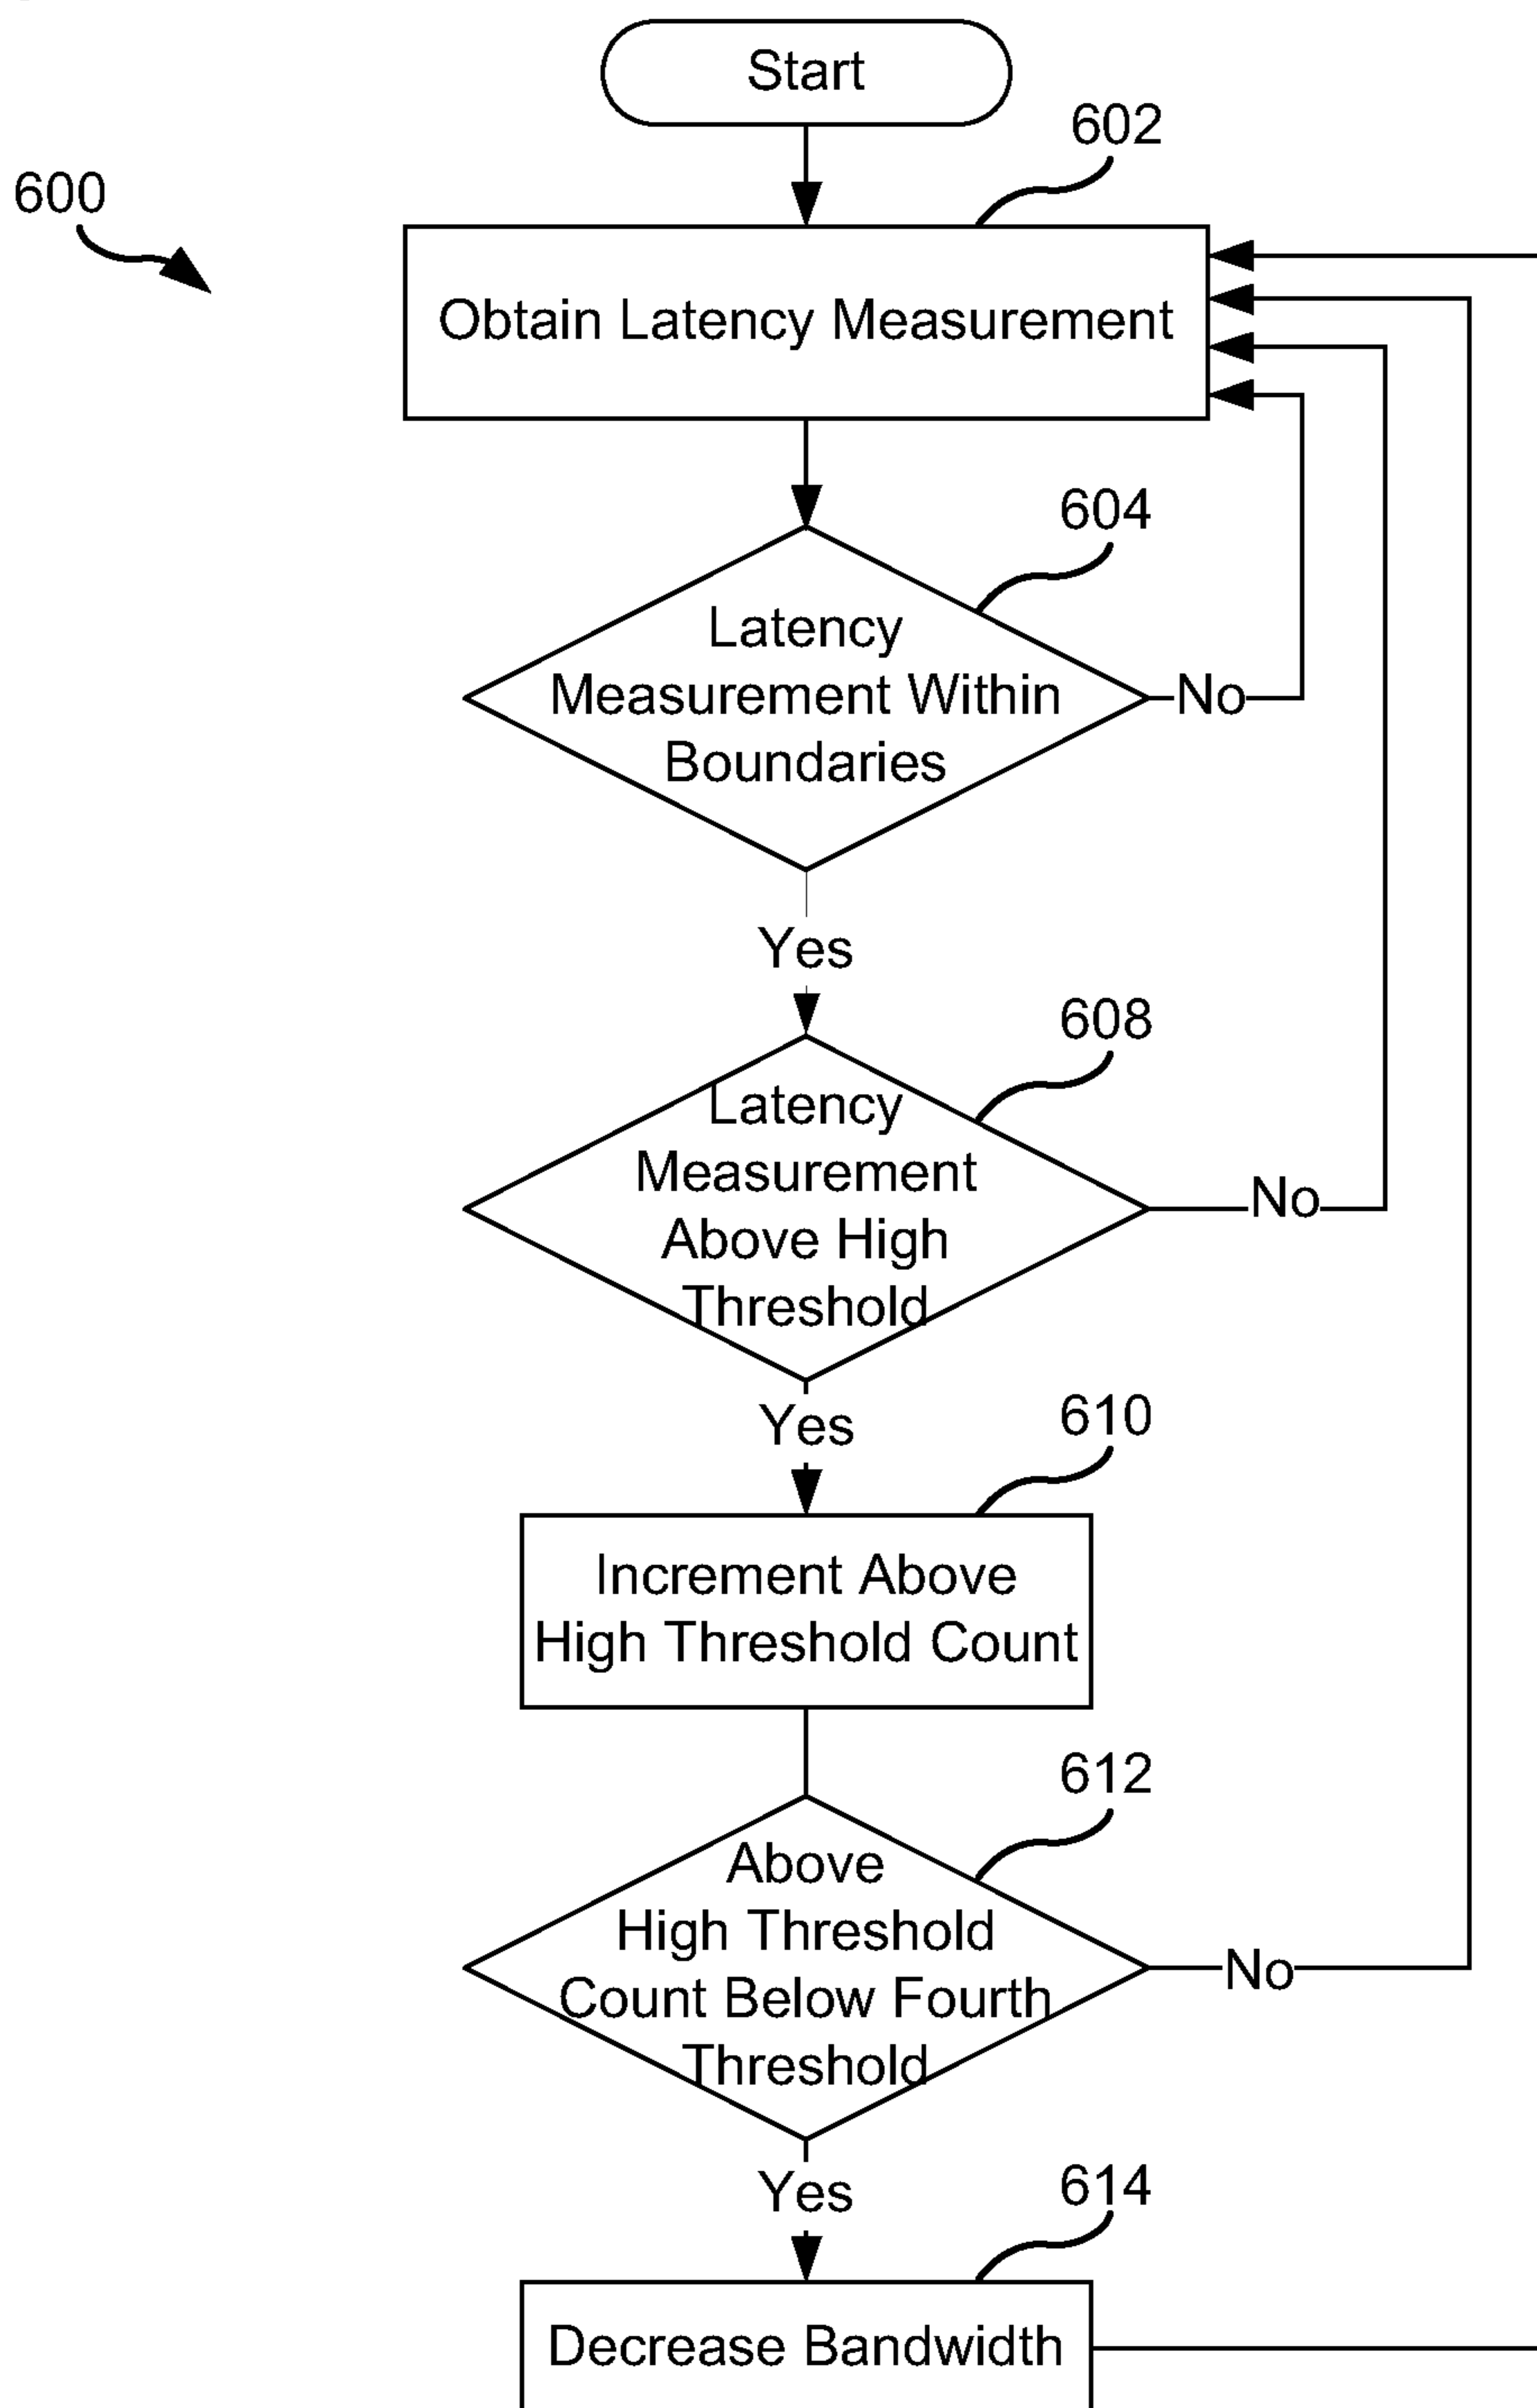 Start
602
600
Obtain Latency Measurement
604
Latency
Measurement Within
Boundaries
No
Yes
608
Latency
Measurement
Above High
Threshold
No
Yes
610
Increment Above
High Threshold Count
612
Above
High Threshold
Count Below Fourth
Threshold
No
Yes
614
Decrease Bandwidth